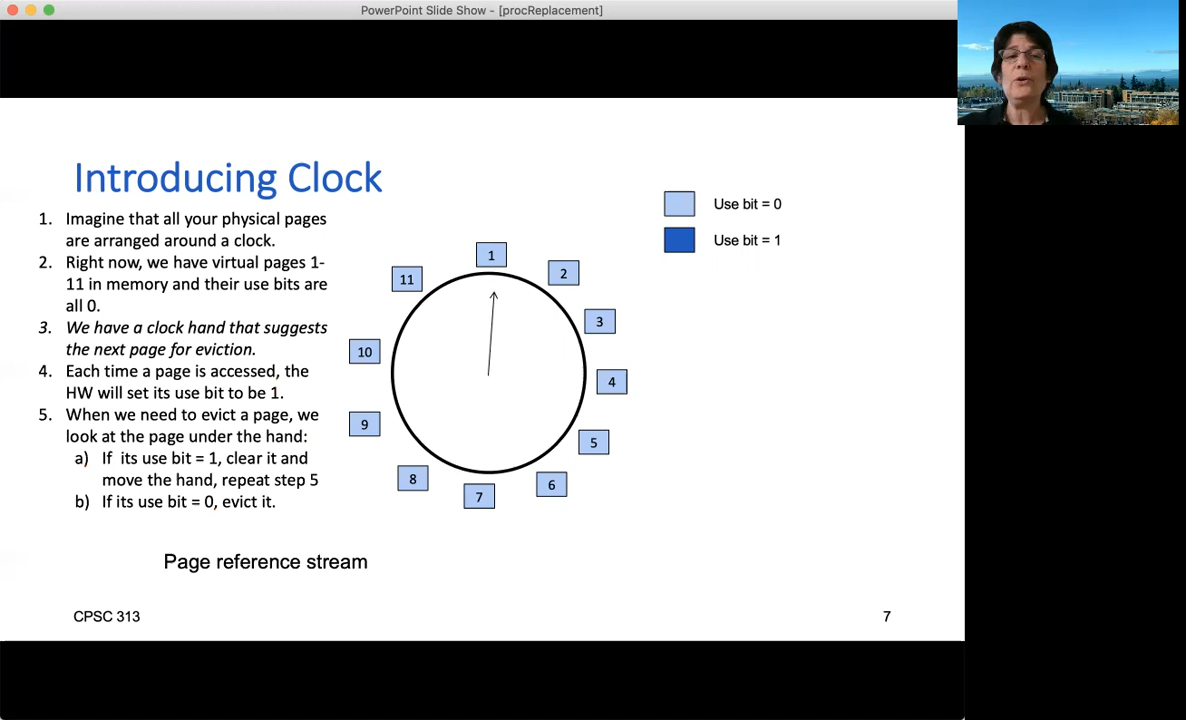 PowerPoint Slide Show - [procReplacement]
Introducing Clock
1. Imagine that all your physical pages
are arranged around a clock.
2. Right now, we have virtual pages 1-
11 in memory and their use bits are
all 0.
3. We have a clock hand that suggests
the next page for eviction.
4. Each time a page is accessed, the
HW will set its use bit to be 1.
5. When we need to evict a page, we
look at the page under the hand:
a) If its use bit = 1, clear it and
move the hand, repeat step 5
b) If its use bit = 0, evict it.
Use bit = 0
Use bit = 1
1
2
3
4
5
6
7
8
9
10
11
Page reference stream
CPSC 313
7